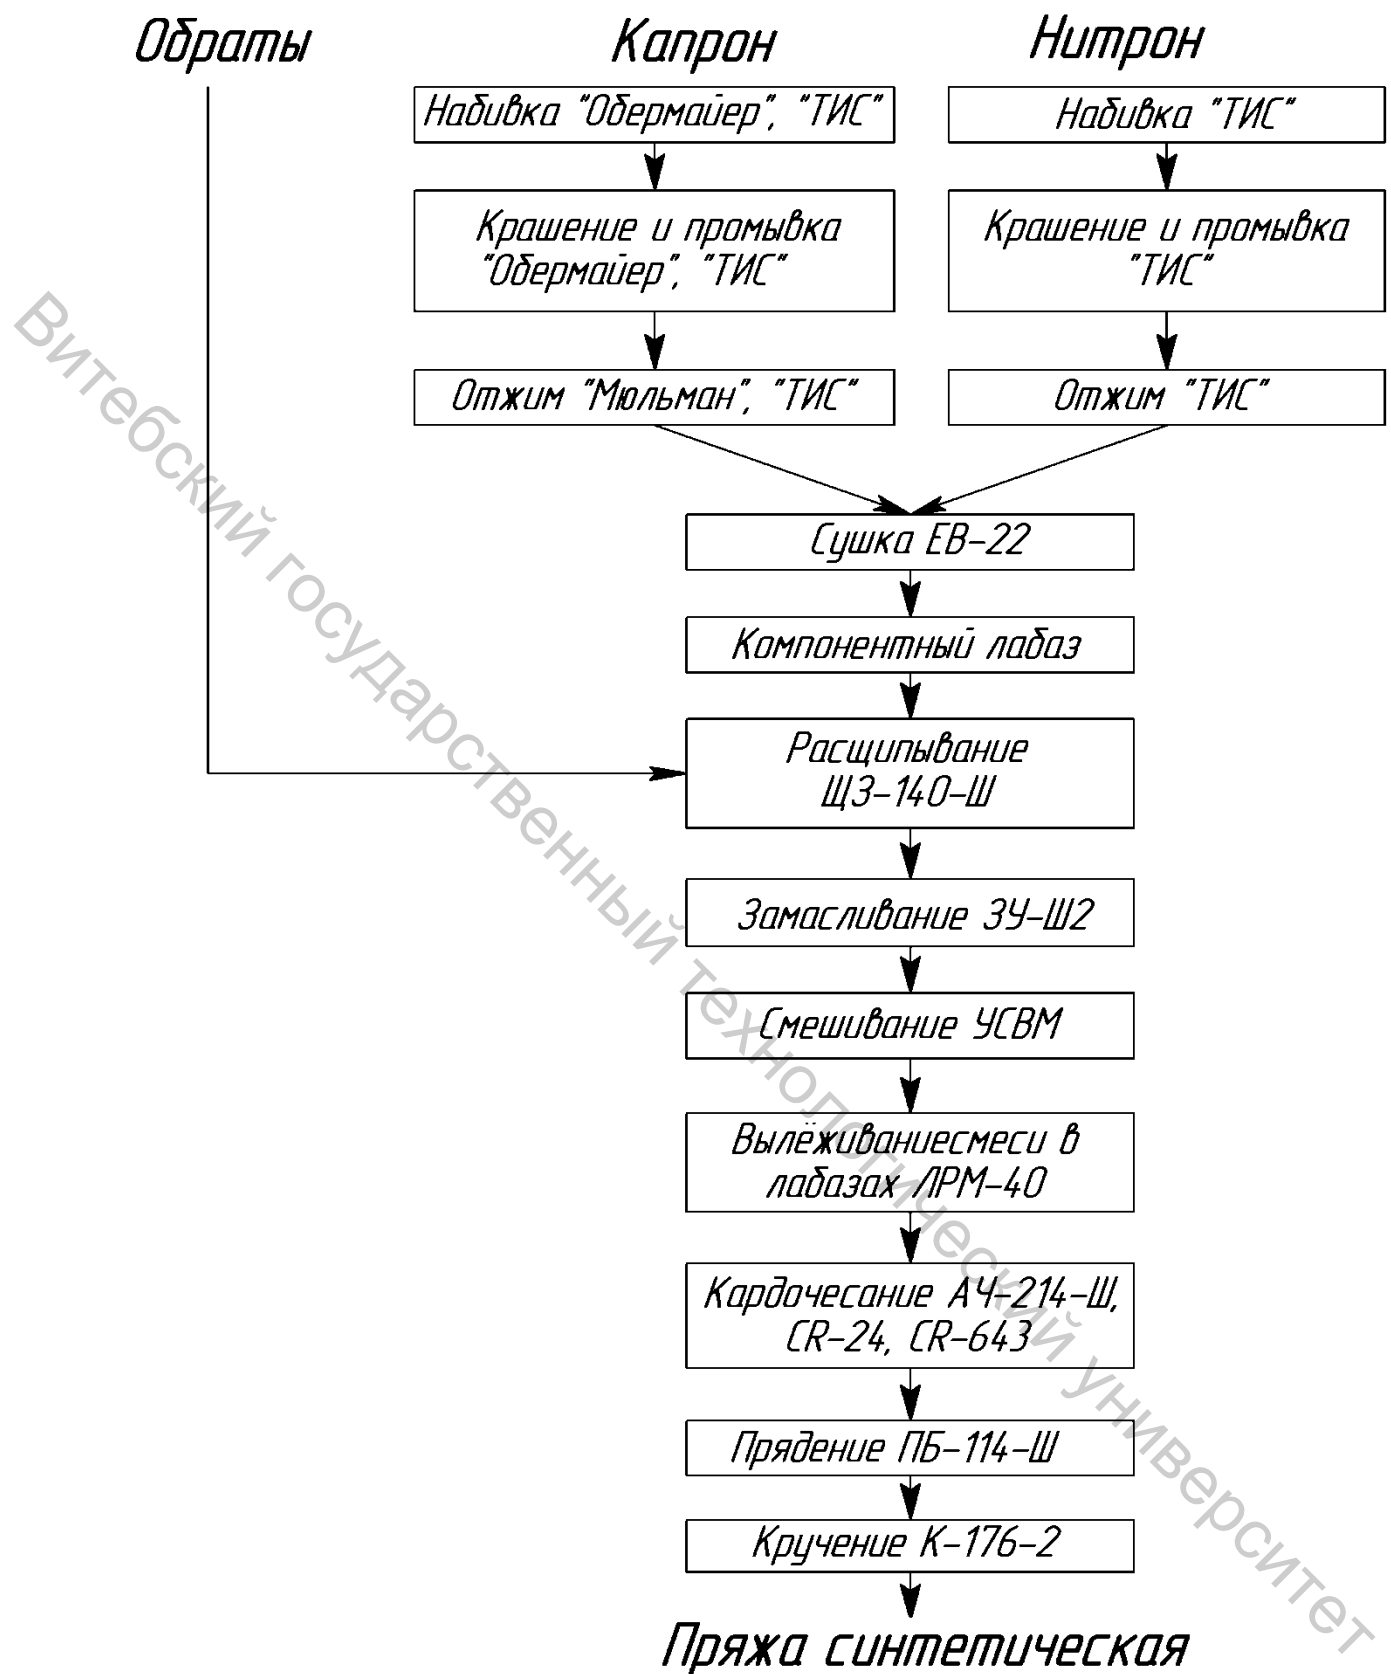 Обраты
Капрон
Нитрон
Набивка "Обермайер", "ТИС"
Набивка "ТИС"
Крашение и промывка
"Обермайер", "ТИС"
Крашение и промывка
"ТИС"
Отжим "Мюльман", "ТИС"
Отжим "ТИС"
Сушка ЕВ-22
Компонентный лабаз
Расщипывание
ЩЗ-140-Ш
Замасливание ЗУ-Ш2
Смешивание УСВМ
Вылёживаниесмеси в
лабазах ЛРМ-40
Кардочесание АЧ-214-Ш,
CR-24, CR-643
Прядение ПБ-114-Ш
Кручение К-176-2
Пряжа синтетическая
Витебский государственный технологический университет